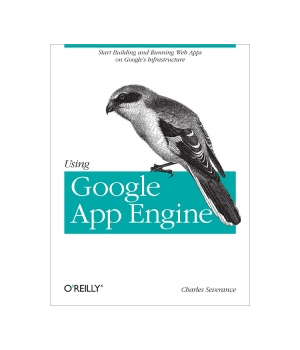 Start Building and Running Web Apps
on Google's Infrastructure
Using
Google
App Engine
O'REILLY®
Charles Severance